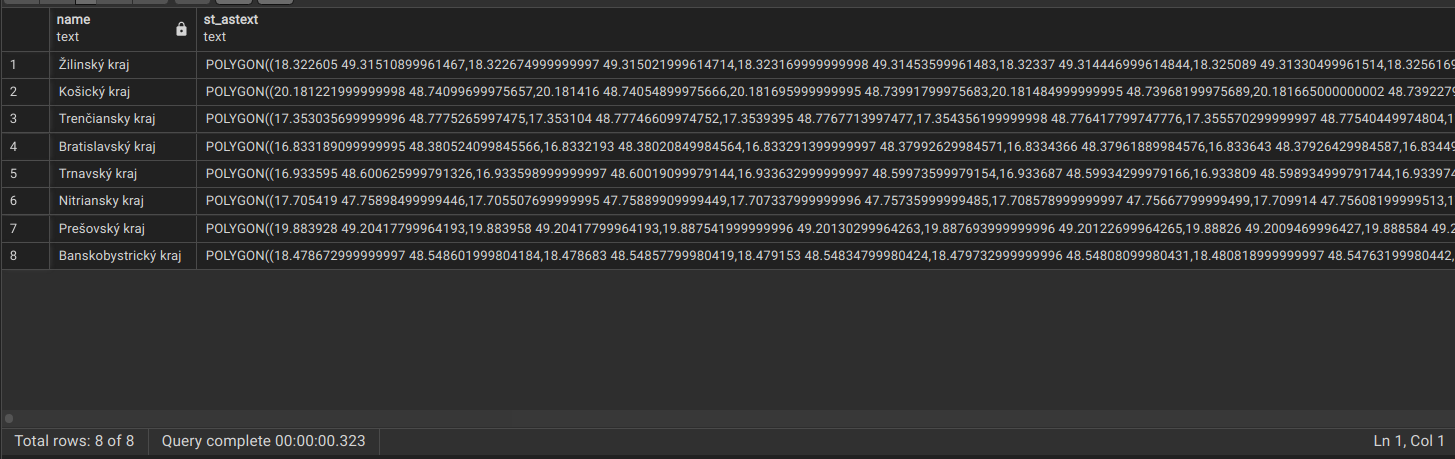 name st_astext
text text
1 Žilinský kraj POLYGON((18.322605 49.31510899961467,18.322674999999997 49.315021999614714,18.323169999999998 49.31453599961483,18.32337 49.314446999614844,18.325089 49.31330499961514,18.3256169
2 Košický kraj POLYGON((20.181221999999998 48.74099699975657,20.181416 48.74054899975666,20.181695999999995 48.73991799975683,20.181484999999995 48.73968199975689,20.181665000000002 48.7392279
3 Trenčiansky kraj POLYGON((17.353035699999996 48.7775265997475,17.353104 48.77746609974752,17.3539395 48.7767713997477,17.354356199999998 48.776417799747776,17.355570299999997 48.77540449974804,1
4 Bratislavský kraj POLYGON((16.833189099999995 48.380524099845566,16.8332193 48.38020849984564,16.833291399999997 48.37992629984571,16.8334366 48.37961889984576,16.833643 48.37926429984587,16.83449
5 Trnavský kraj POLYGON((16.933595 48.600625999791326,16.933598999999997 48.60019099979144,16.933632999999997 48.59973599979154,16.933687 48.59934299979166,16.933809 48.598934999791744,16.933974
6 Nitriansky kraj POLYGON((17.705419 47.75898499999446,17.705507699999995 47.75889909999449,17.707337999999996 47.75735999999485,17.708578999999997 47.75667799999499,17.709914 47.75608199999513,1
7 Prešovský kraj POLYGON((19.883928 49.20417799964193,19.883958 49.20417799964193,19.887541999999996 49.20130299964263,19.887693999999996 49.20122699964265,19.88826 49.2009469996427,19.888584 49.2
8 Banskobystrický kraj POLYGON((18.478672999999997 48.548601999804184,18.478683 48.54857799980419,18.479153 48.54834799980424,18.479732999999996 48.54808099980431,18.480818999999997 48.54763199980442,
Total rows: 8 of 8 Query complete 00:00:00.323 Ln 1, Col 1